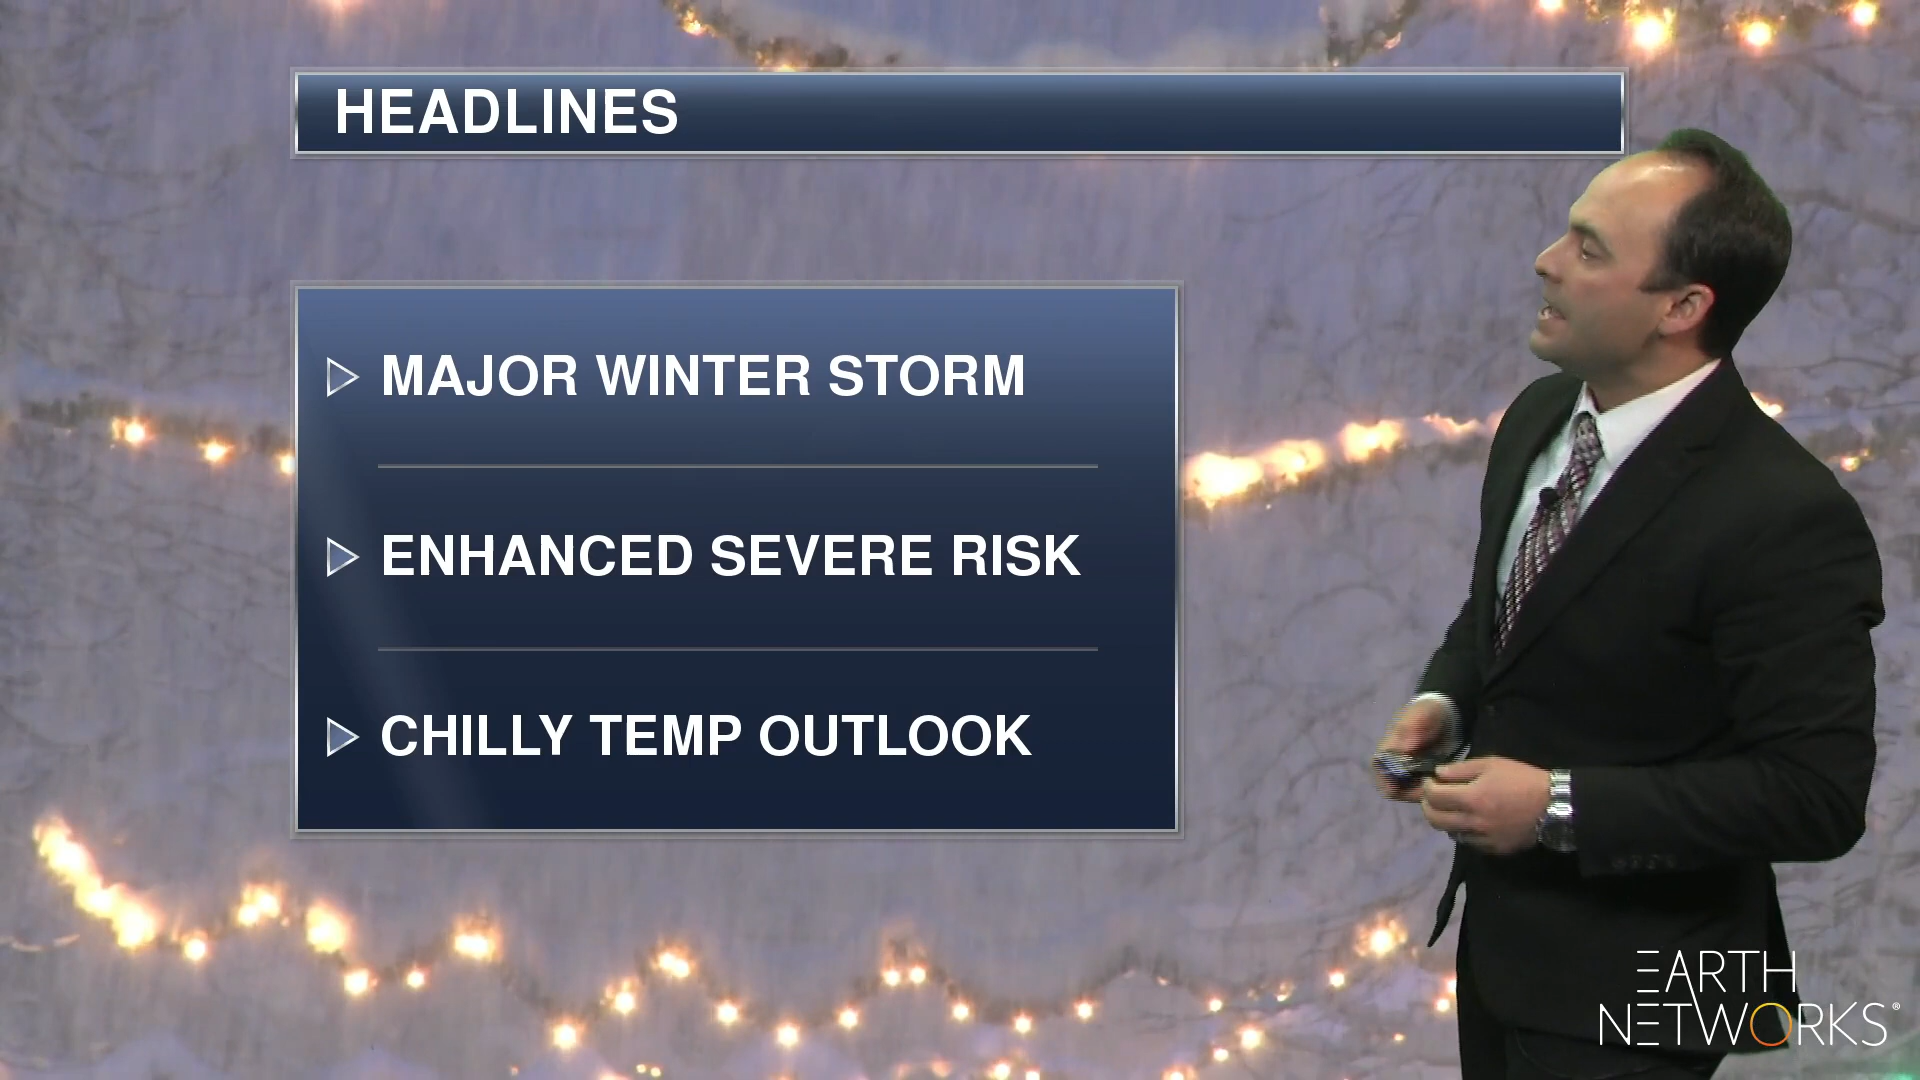 HEADLINES
MAJOR WINTER STORM
ENHANCED SEVERE RISK
CHILLY TEMP OUTLOOK
EARTH
NETWORKS®